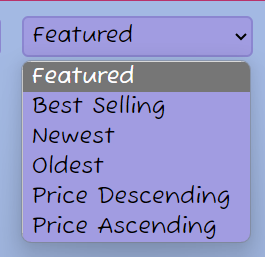 Featured
Featured
Best Selling
Newest
Oldest
Price Descending
Price Ascending